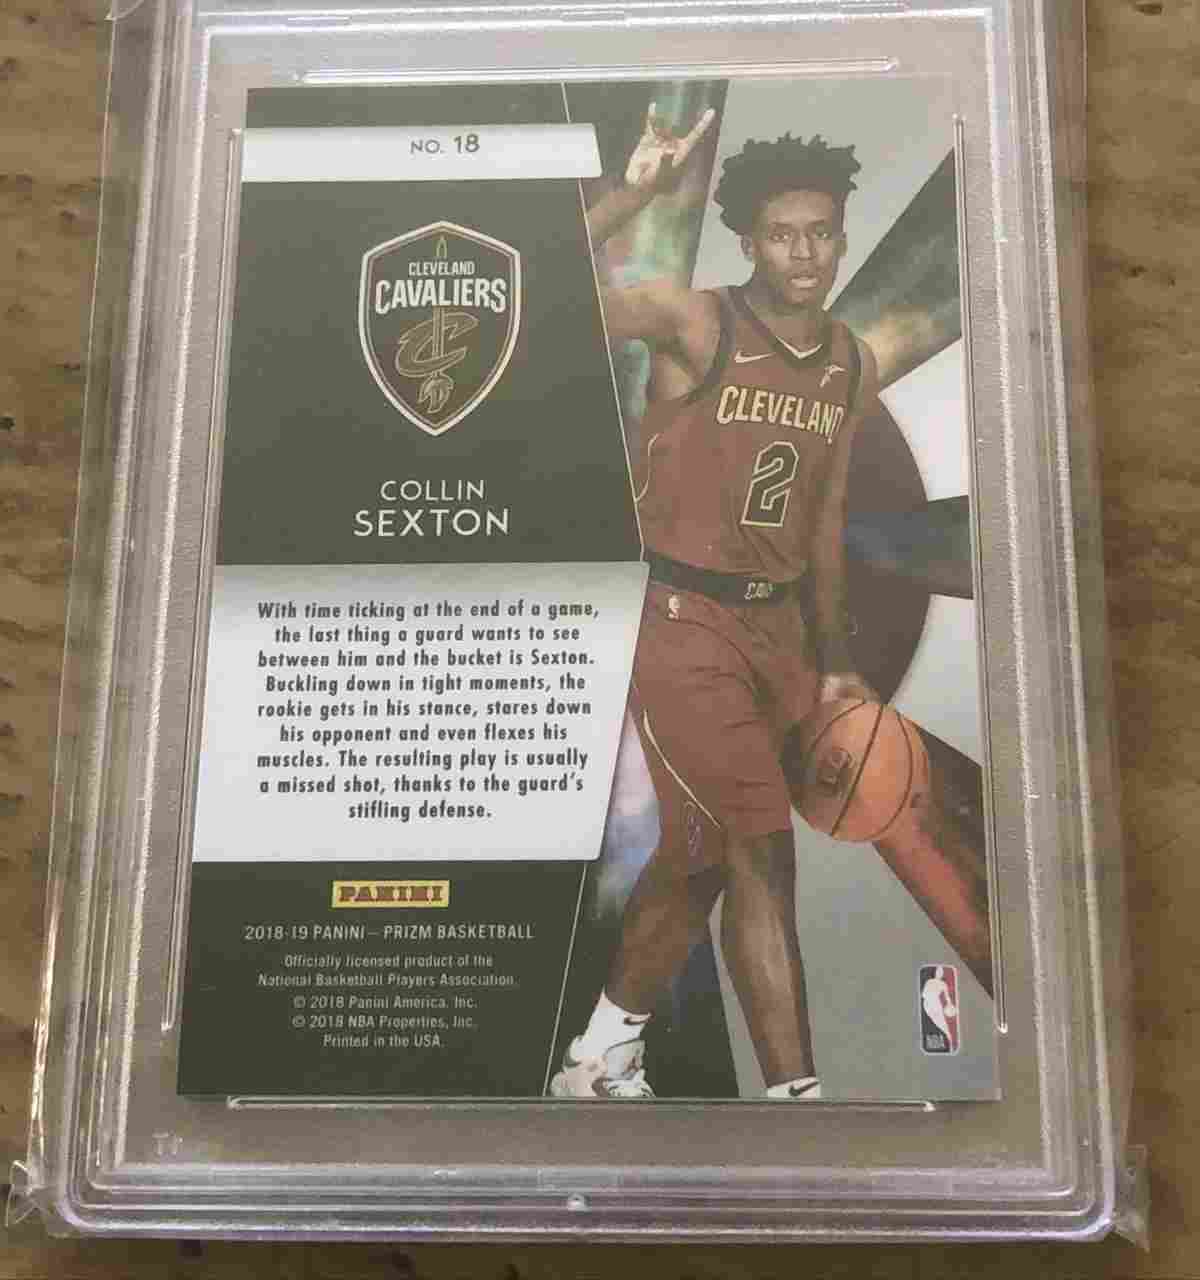 NO. 18
CLEVELAND
CAVALIERS
COLLIN
SEXTON
With time ticking at the end of a game,
the last thing a guard wants to see
between him and the bucket is Sexton.
Buckling down in tight moments, the
rookie gets in his stance, stares down
his opponent and even flexes his
muscles. The resulting play is usually
a missed shot, thanks to the guard's
stifling defense.
PANINI
2018-19 PANINI – PRIZM BASKETBALL
Officially licensed product of the
National Basketball Players Association.
© 2018 Panini America, Inc.
© 2018 NBA Properties, Inc.
Printed in the USA.
CLEVELAND
2
NBA